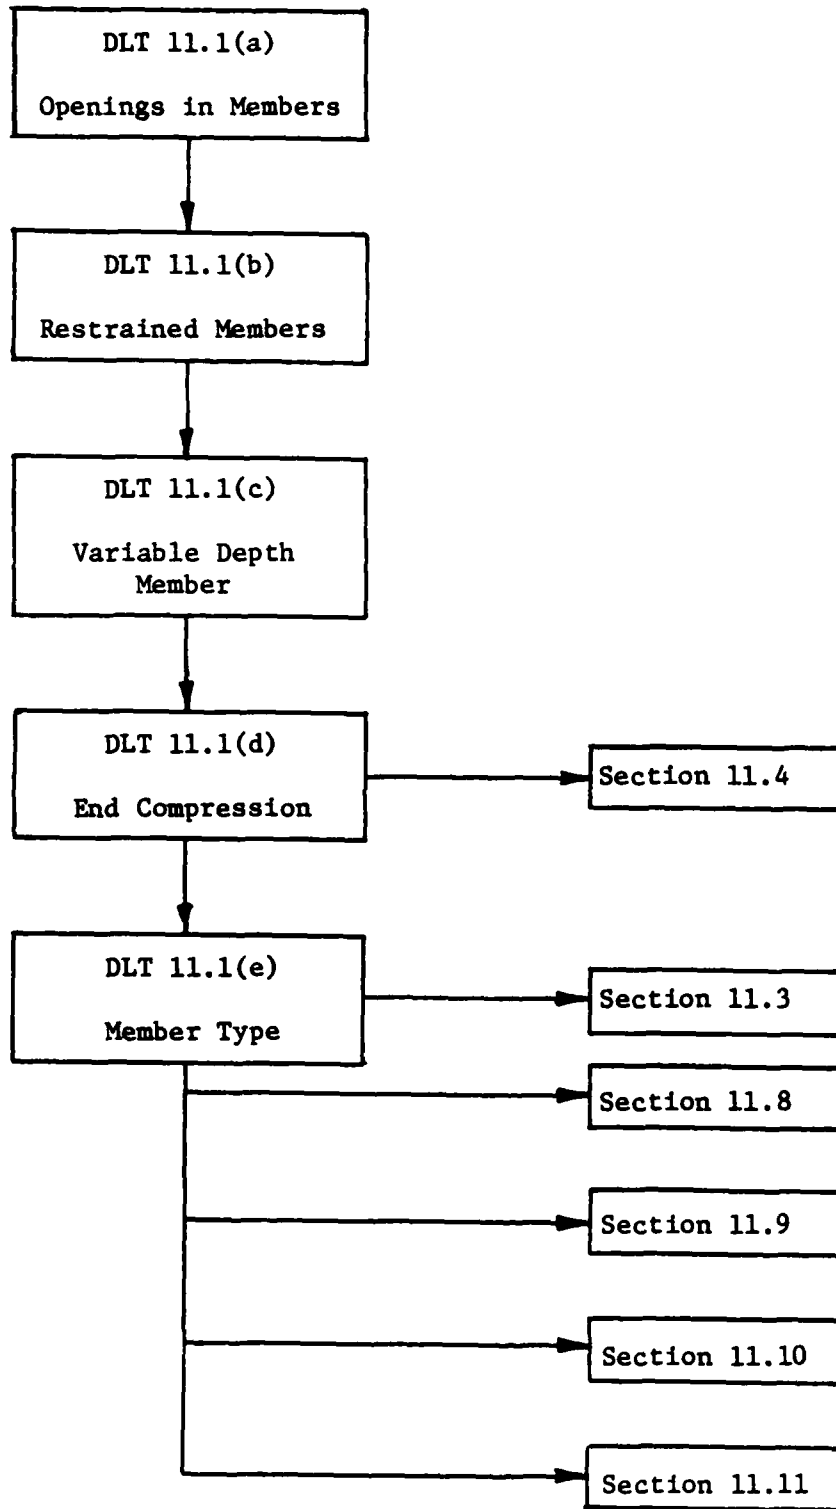 DLT 11.1(a)
Openings in Members
DLT 11.1(b)
Restrained Members
DLT 11.1(c)
Variable Depth
Member
DLT 11.1(d)
End Compression
Section 11.4
DLT 11.1(e)
Member Type
Section 11.3
Section 11.8
Section 11.9
Section 11.10
Section 11.11